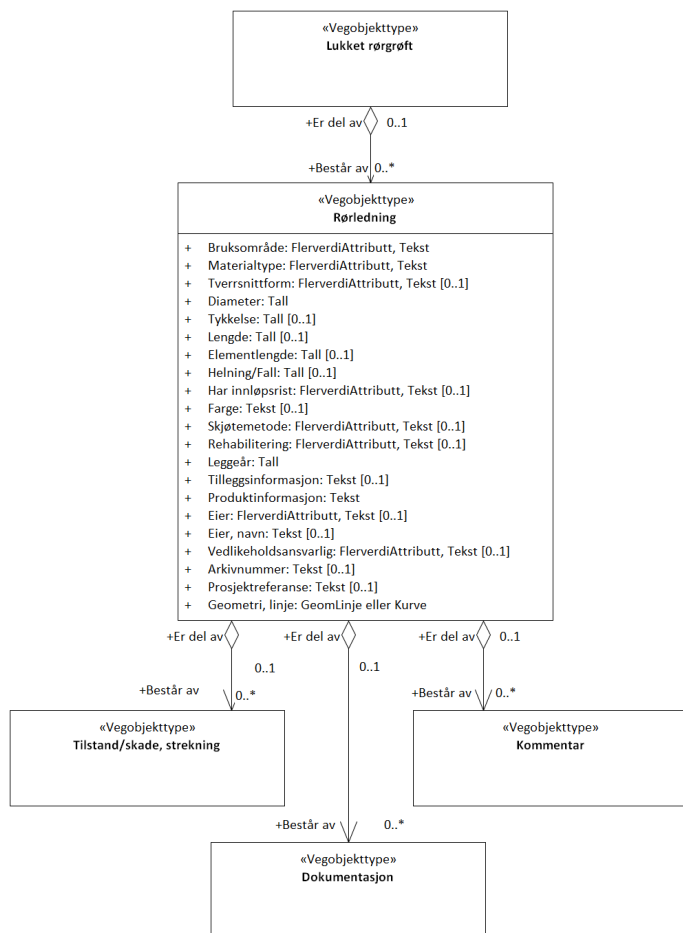 «Vegobjekttype»
Lukket rørgrøft
+Er del av 0..1
+Består av 0..*
«Vegobjekttype»
Rørledning
+ Bruksområde: FlerverdiAttributt, Tekst
+ Materialtype: FlerverdiAttributt, Tekst
+ Tverrsnittform: FlerverdiAttributt, Tekst [0..1]
+ Diameter: Tall
+ Tykkelse: Tall [0..1]
+ Lengde: Tall [0..1]
+ Elementlengde: Tall [0..1]
+ Helning/Fall: Tall [0..1]
+ Har innløpsrist: FlerverdiAttributt, Tekst [0..1]
+ Farge: Tekst [0..1]
+ Skjøtemetode: FlerverdiAttributt, Tekst [0..1]
+ Rehabilitering: FlerverdiAttributt, Tekst [0..1]
+ Leggeår: Tall
+ Tilleggsinformasjon: Tekst [0..1]
+ Produktinformasjon: Tekst
+ Eier: FlerverdiAttributt, Tekst [0..1]
+ Eier, navn: Tekst [0..1]
+ Vedlikeholdsansvarlig: FlerverdiAttributt, Tekst [0..1]
+ Arkivnummer: Tekst [0..1]
+ Prosjektreferanse: Tekst [0..1]
+ Geometri, linje: GeomLinje eller Kurve
+Er del av +Er del av +Er del av 0..1
0..1 0..1
+Består av 0..* +Består av 0..*
«Vegobjekttype»
Tilstand/skade, strekning
«Vegobjekttype»
Kommentar
+Består av 0..*
«Vegobjekttype»
Dokumentasjon